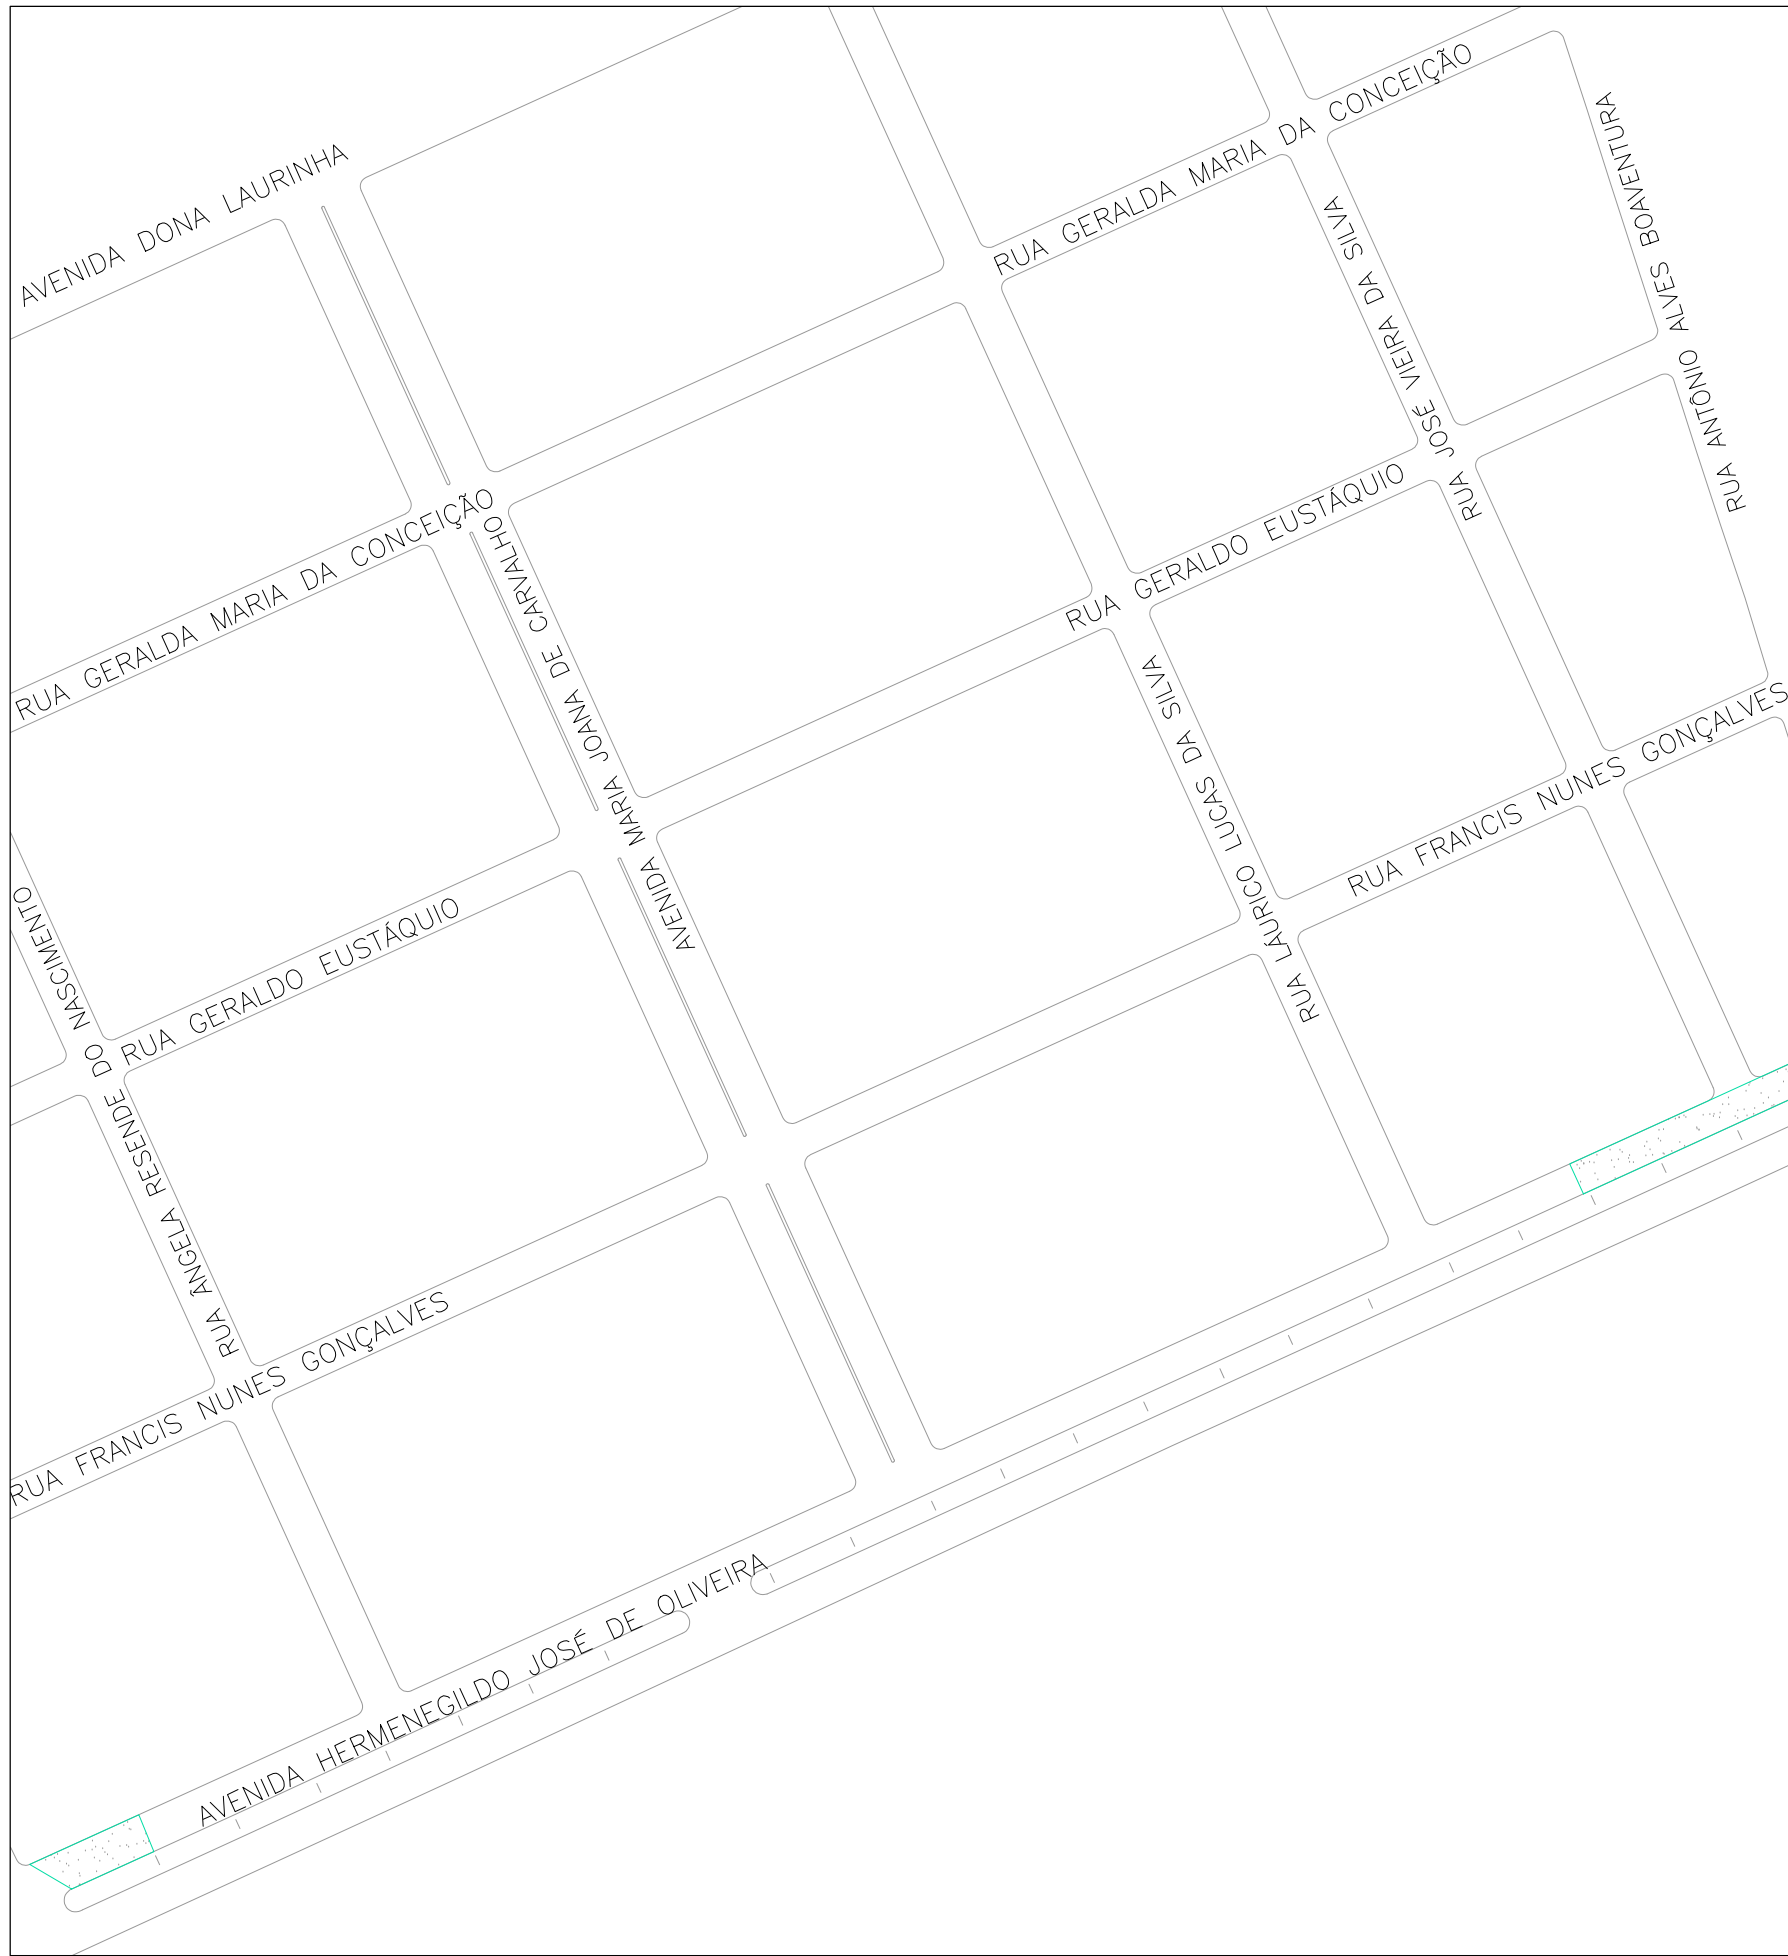 RUA GERALDA MARIA DA CONCEIÇÃO
AVENIDA DONA LAURINHA
RUA ANTÔNIO ALVES BOAVENTURA
RUA JOSÉ VIEIRA DA SILVA
RUA GERALDA MARIA DA CONCEIÇÃO
RUA GERALDO EUSTÁQUIO
AVENIDA MARIA JOANA DE CARVALHO
RUA LÁURICO LUCAS DA SILVA
RUA FRANCIS NUNES GONÇALVES
RUA ÂNGELA RESENDE DO NASCIMENTO
RUA GERALDO EUSTÁQUIO
RUA FRANCIS NUNES GONÇALVES
AVENIDA HERMENEGILDO JOSÉ DE OLIVEIRA